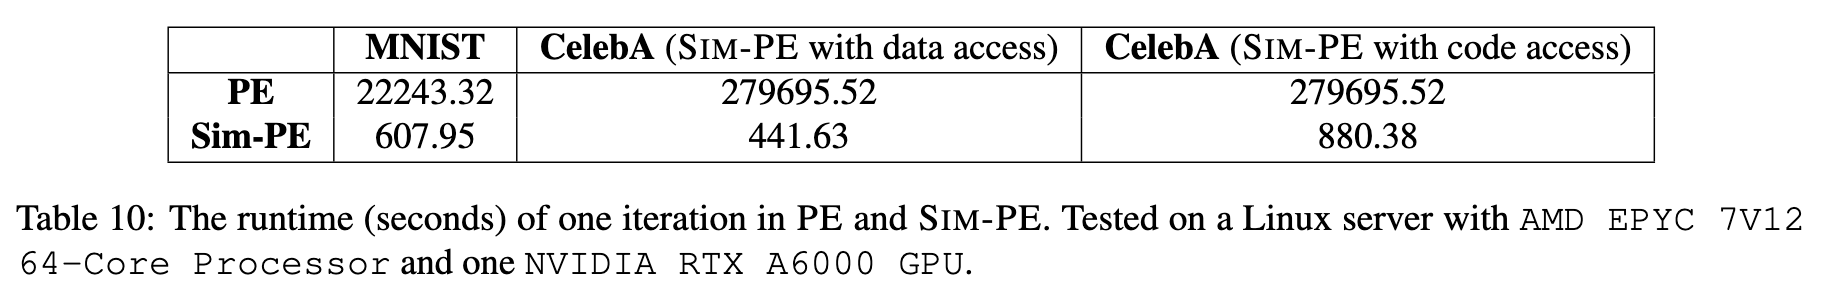 MNIST CelebA (SIM-PE with data access) CelebA (SIM-PE with code access)
PE 22243.32 279695.52 279695.52
Sim-PE 607.95 441.63 880.38
Table 10: The runtime (seconds) of one iteration in PE and SIM-PE. Tested on a Linux server with AMD EPYC 7V12
64-Core Processor and one NVIDIA RTX A6000 GPU.